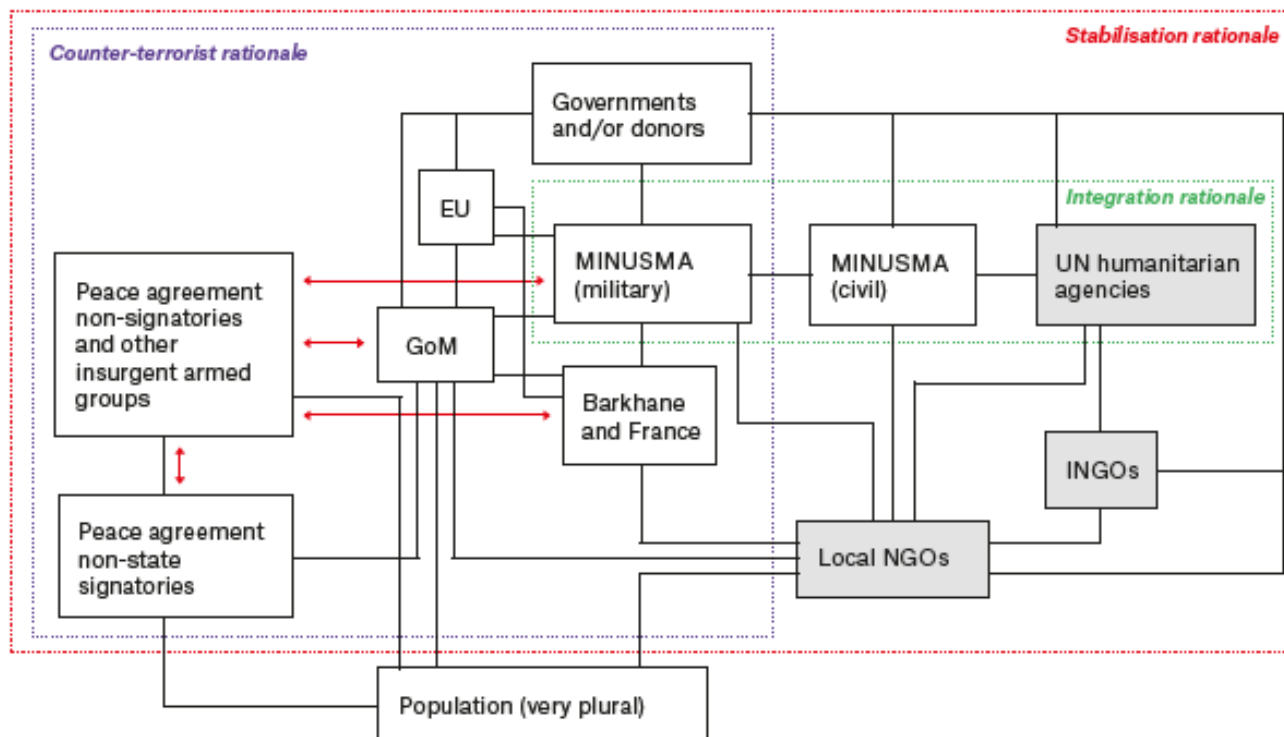 Counter-terrorist rationale
Stabilisation rationale
Governments
and/or donors
EU
Integration rationale
MINUSMA
(military)
MINUSMA
(civil)
UN humanitarian
agencies
Peace agreement
non-signatories
and other
insurgent armed
groups
GoM
Barkhane
and France
INGOs
Peace agreement
non-state
signatories
Local NGOs
Population (very plural)